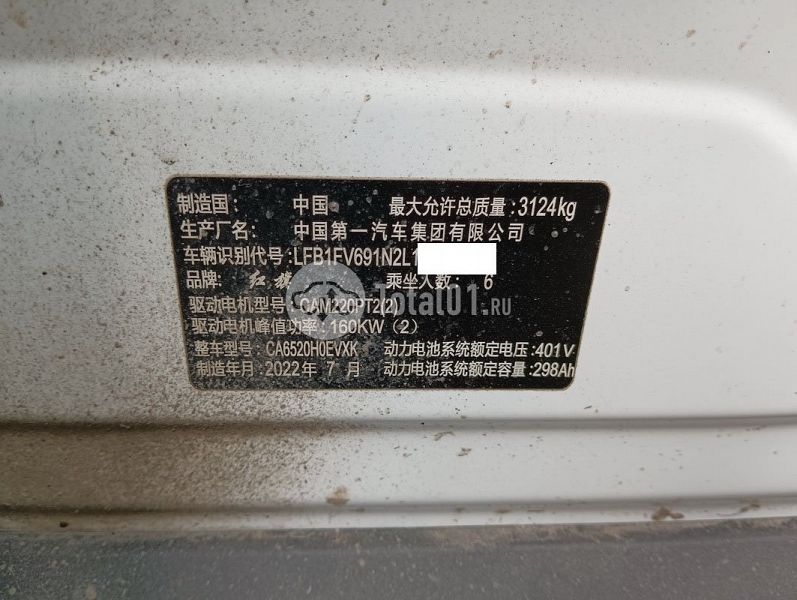 制造国： 中国 最大允许总质量：3124kg
生产厂名： 中国第一汽车集团有限公司
车辆识别代号：LFB1FV691N2L1
品牌： 红旗 乘坐人数： 6
驱动电机型号：CAM220PT2(2)
Total01.RU
驱动电机峰值功率：160KW（2）
整车型号：CA6520H0EVXK 动力电池系统额定电压：401V
制造年月：2022年 7 月 动力电池系统额定容量：298Ah